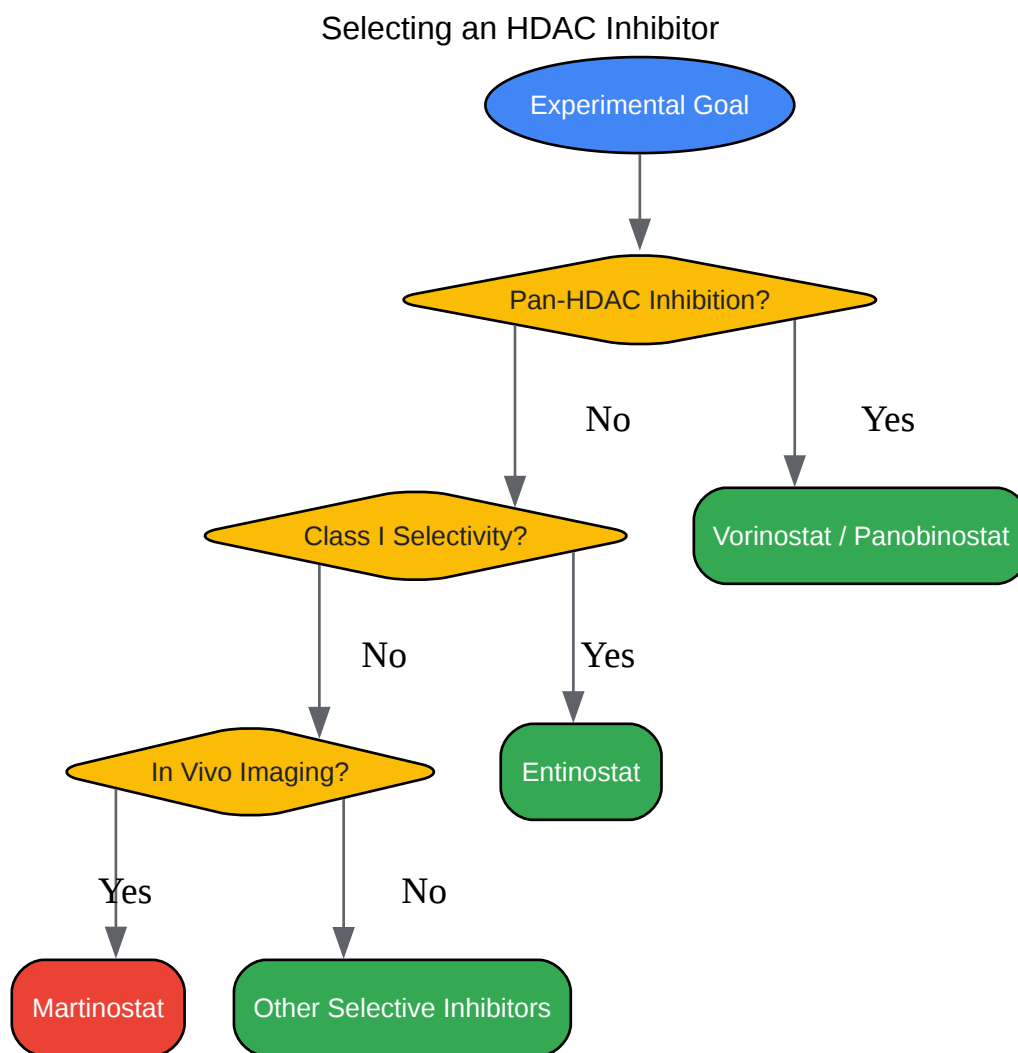 Selecting an HDAC Inhibitor
Experimental Goal
Pan-HDAC Inhibition?
No
Yes
Class I Selectivity?
Vorinostat / Panobinostat
No
Yes
In Vivo Imaging?
Entinostat
Yes
No
Martinostat
Other Selective Inhibitors